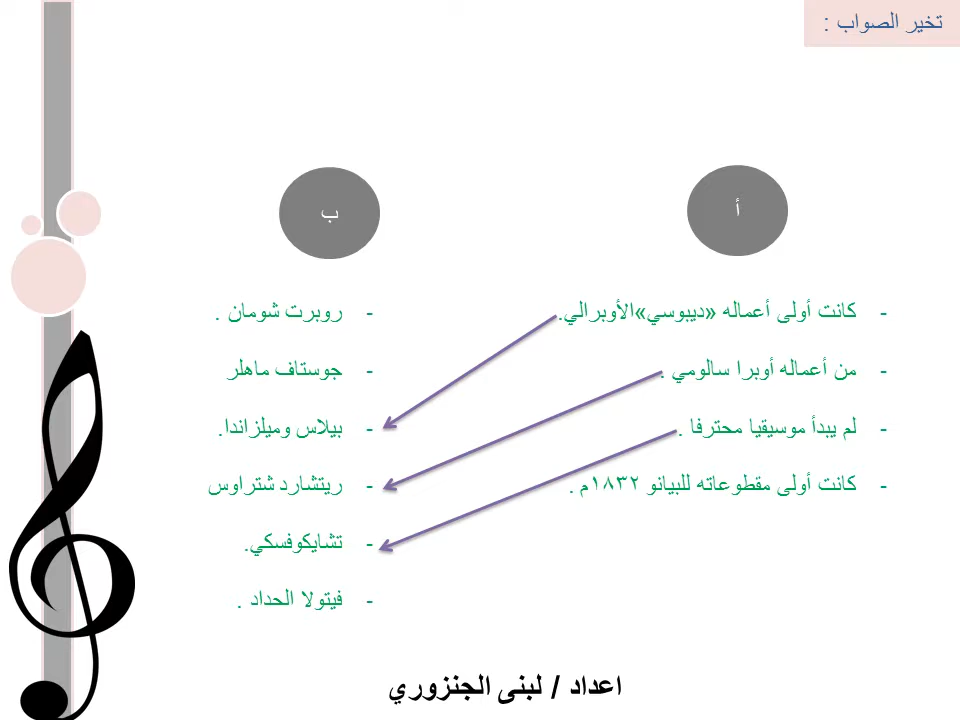 تخير الصواب :
أ
ب
- كانت أولى أعماله «ديبوسي»الأوبرالي.
- روبرت شومان .
- من أعماله أوبرا سالومي .
- جوستاف ماهلر
- لم يبدأ موسيقيا محترفا .
- بيلاس وميلزاندا.
- كانت أولى مقطوعاته للبيانو ١٨٣٢م .
- ريتشارد شتراوس
- تشايكوفسكي.
- فيتولا الحداد .
اعداد / لبنى الجنزوري